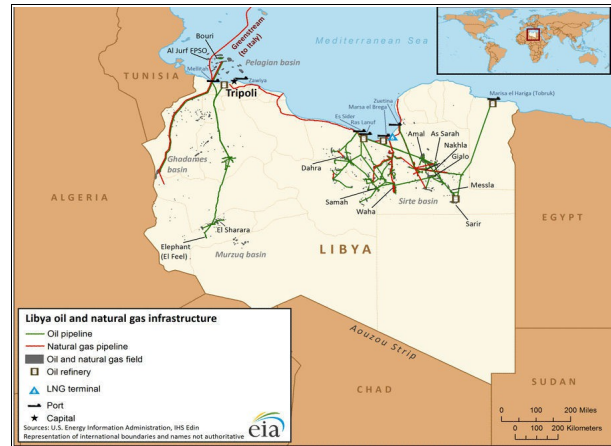 Bouri
Al Jurf FPSO
Greenstream
(to Italy)
Mediterranean Sea
Pelagian basin
TUNISIA
Mellitah
Zawiya
Tripoli
Zueitina
Marsa el Brega
Ras Lanuf
Es Sider
Marsa el Hariga (Tubruk)
Amal
As Sarah
Nakhla
Gialo
Ghadames
basin
Dahra
Samah
Waha
Sirte basin
Messla
Sarir
ALGERIA
EGYPT
El Sharara
Elephant
(El Feel)
Murzuq basin
LIBYA
Aouzou Strip
CHAD
SUDAN
Libya oil and natural gas infrastructure
Oil pipeline
Natural gas pipeline
Oil and natural gas field
Oil refinery
LNG terminal
Port
Capital
Sources: U.S. Energy Information Administration, IHS Edin
Representation of international boundaries and names not authoritative
eia
0 100 200 Miles
0 100 200 Kilometers